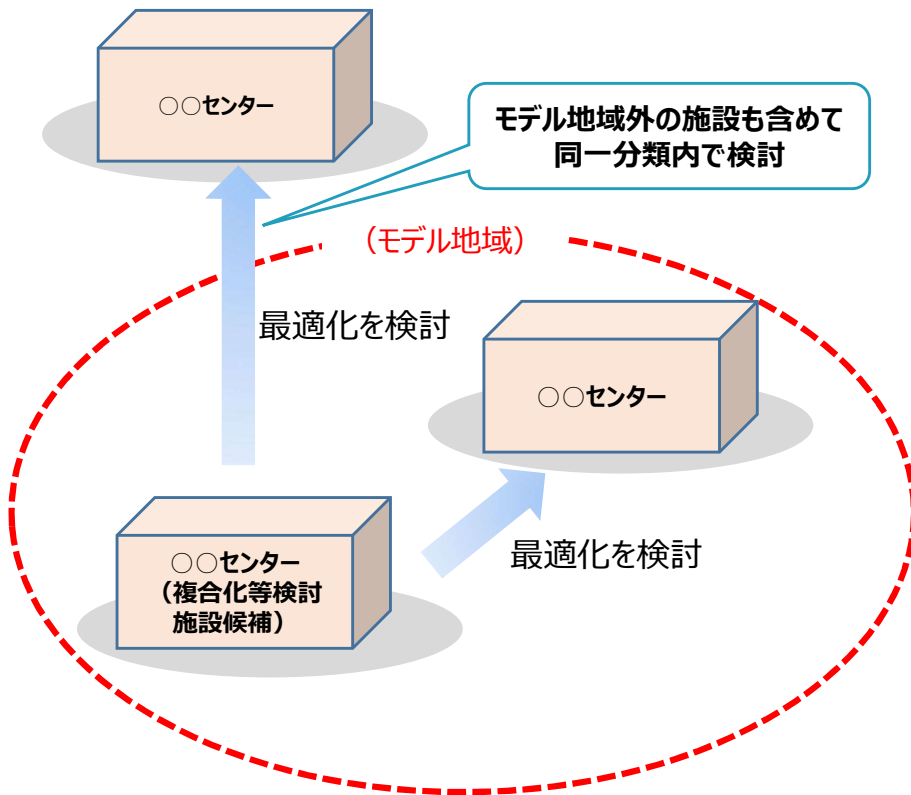 ○○センター
モデル地域外の施設も含めて
同一分類内で検討
（モデル地域）
最適化を検討
○○センター
最適化を検討
○○センター
（複合化等検討
施設候補）